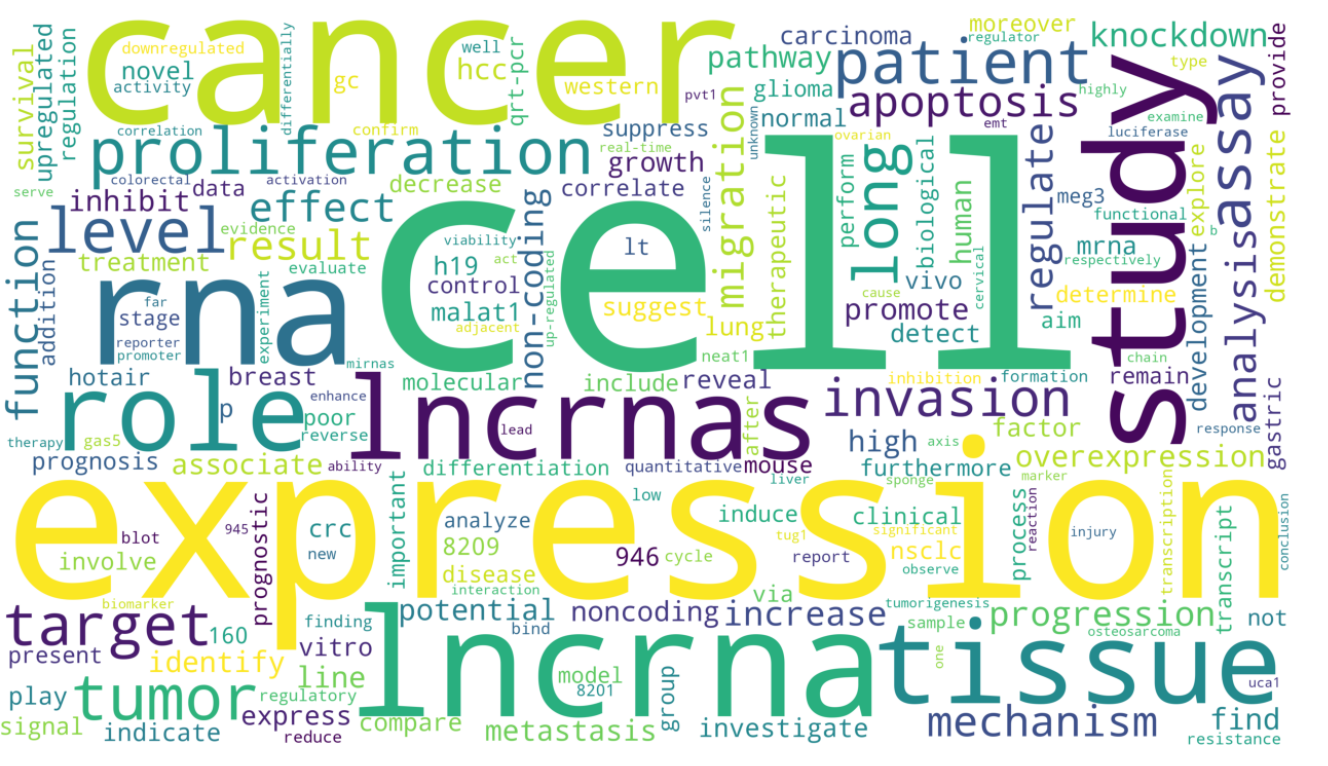 cancer
cell
expression
study
rna
lncrnas
lncrna
tissue
role
proliferation
patient
tumor
target
level
invasion
apoptosis
assay
analysis
long
migration
regulate
result
effect
function
mechanism
progression
increase
potential
promote
knockdown
pathway
carcinoma
moreover
regulator
type
provide
highly
glioma
normal
ovarian
emt
unknown
pvt1
western
qrt-pcr
well
hcc
gc
differentially
downregulated
novel
activity
regulation
upregulated
survival
correlation
confirm
suppress
real-time
growth
correlate
silence
decrease
activation
colorectal
data
inhibit
serve
evidence
treatment
evaluate
viability
act
h19
control
malat1
adjacent
up-regulated
non-coding
lt
suggest
lung
neat1
therapeutic
perform
biological
human
cervical
vivo
cause
detect
aim
meg3
luciferase
examine
functional
mrna
respectively
determine
explore
b
demonstrate
development
chain
remain
gastric
response
addition
far
stage
reporter
promoter
experiment
mirnas
hotair
breast
p
enhance
poor
reverse
therapy
gas5
prognosis
associate
ability
molecular
include
reveal
after
lead
inhibition
formation
factor
high
axis
furthermore
overexpression
marker
sponge
differentiation
quantitative
mouse
liver
low
important
analyze
8209
disease
interaction
induce
946
cycle
tug1
report
clinical
significant
nsclc
observe
process
reaction
injury
transcription
transcript
conclusion
blot
945
involve
prognostic
crc
new
biomarker
160
present
identify
finding
vitro
line
regulatory
play
signal
indicate
express
reduce
compare
metastasis
bind
noncoding
via
model
8201
group
investigate
tumorigenesis
sample
one
osteosarcoma
not
uca1
find
resistance